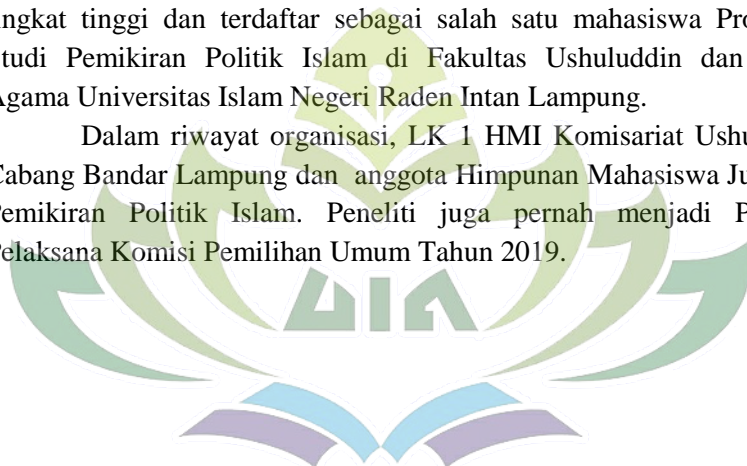 ingkat tinggi dan terdaftar sebagai salah satu mahasiswa Pro
tudi Pemikiran Politik Islam di Fakultas Ushuluddin dan
Agama Universitas Islam Negeri Raden Intan Lampung.
Dalam riwayat organisasi, LK 1 HMI Komisariat Ushu
Cabang Bandar Lampung dan anggota Himpunan Mahasiswa Ju
Pemikiran Politik Islam. Peneliti juga pernah menjadi P
Pelaksana Komisi Pemilihan Umum Tahun 2019.
UIN